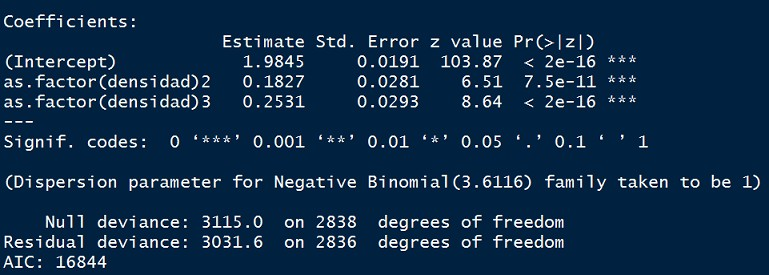 Coefficients:
                    Estimate Std. Error z value Pr(>|z|)
(Intercept)           1.9845     0.0191  103.87  < 2e-16 ***
as.factor(densidad)2  0.1827     0.0281    6.51  7.5e-11 ***
as.factor(densidad)3  0.2531     0.0293    8.64  < 2e-16 ***
---
Signif. codes:  0 ‘***’ 0.001 ‘**’ 0.01 ‘*’ 0.05 ‘.’ 0.1 ‘ ’ 1
(Dispersion parameter for Negative Binomial(3.6116) family taken to be 1)
    Null deviance: 3115.0  on 2838  degrees of freedom
Residual deviance: 3031.6  on 2836  degrees of freedom
AIC: 16844